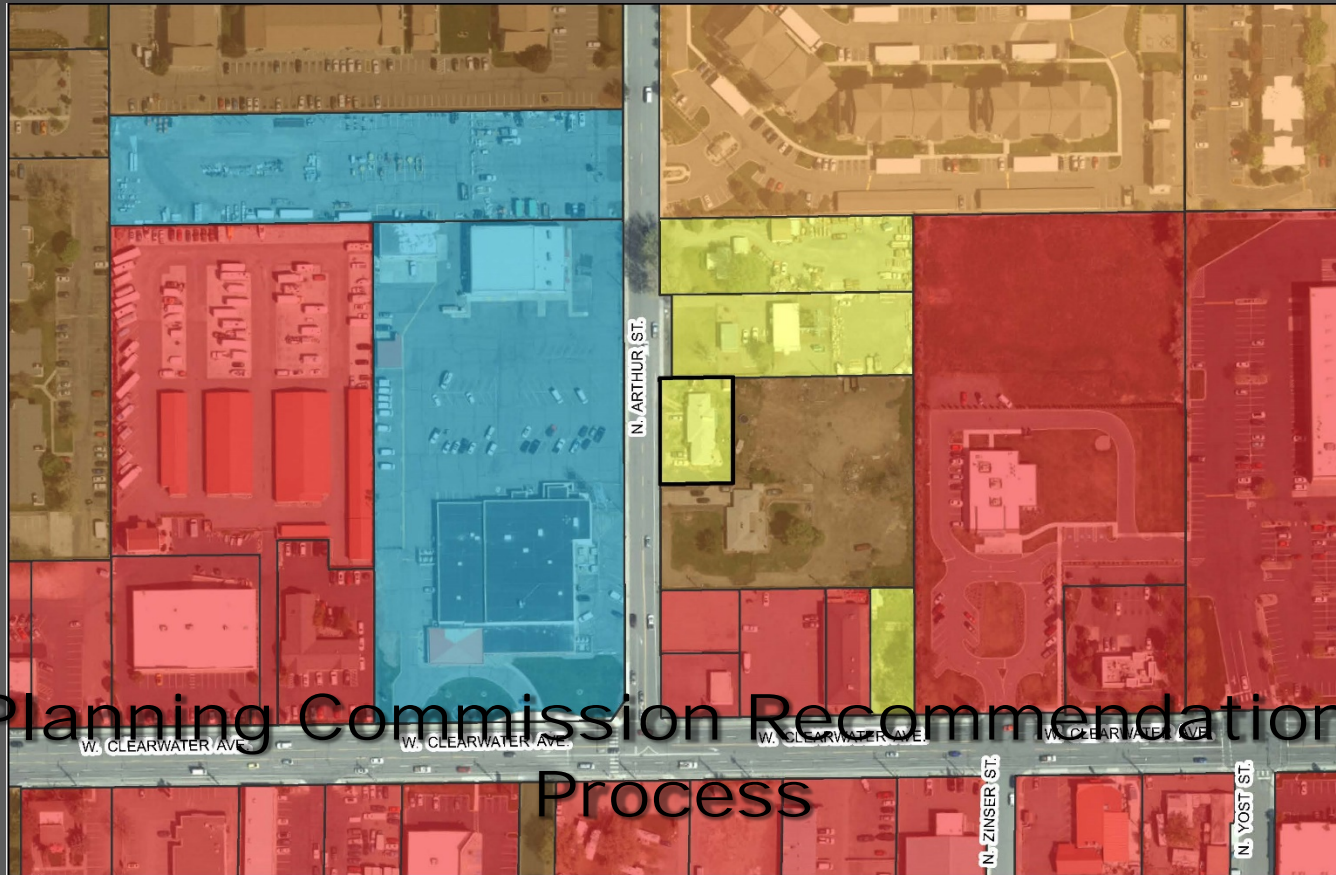 N. ARTHUR ST.
Planning Commission Recommendation
W. CLEARWATER AVE.
W. CLEARWATER AVE.
W. CLEARWATER AVE.
W. CLEARWATER AVE.
Process
N. ZINSER ST.
N. YOST ST.